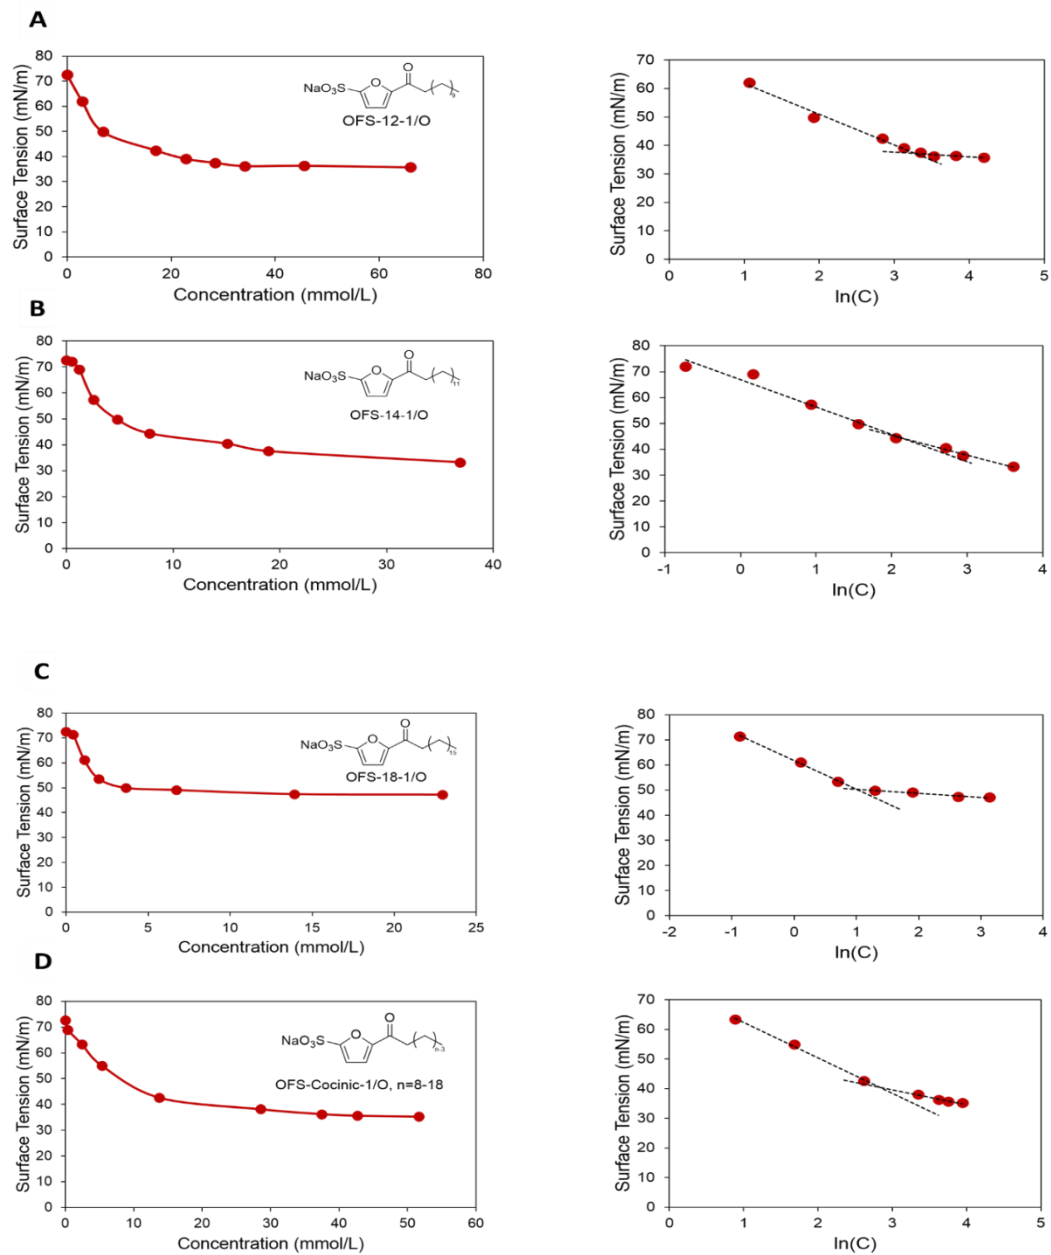 A
Surface Tension (mN/m)
80
70
60
50
40
30
20
10
0
0 20 40 60 80
Concentration (mmol/L)
O
NaO₃S O
9
OFS-12-1/O
Surface Tension (mN/m)
70
60
50
40
30
20
10
0
0 1 2 3 4 5
ln(C)
B
Surface Tension (mN/m)
80
70
60
50
40
30
20
10
0
0 10 20 30 40
Concentration (mmol/L)
O
NaO₃S O
11
OFS-14-1/O
Surface Tension (mN/m)
80
70
60
50
40
30
20
10
0
-1 0 1 2 3 4
ln(C)
C
Surface Tension (mN/m)
80
70
60
50
40
30
20
10
0
0 5 10 15 20 25
Concentration (mmol/L)
O
NaO₃S O
15
OFS-18-1/O
Surface Tension (mN/m)
80
70
60
50
40
30
20
10
0
-2 -1 0 1 2 3 4
ln(C)
D
Surface Tension (mN/m)
80
70
60
50
40
30
20
10
0
0 10 20 30 40 50 60
Concentration (mmol/L)
O
NaO₃S O
n-3
OFS-Cocinic-1/O, n=8-18
Surface Tension (mN/m)
70
60
50
40
30
20
10
0
0 1 2 3 4 5
ln(C)